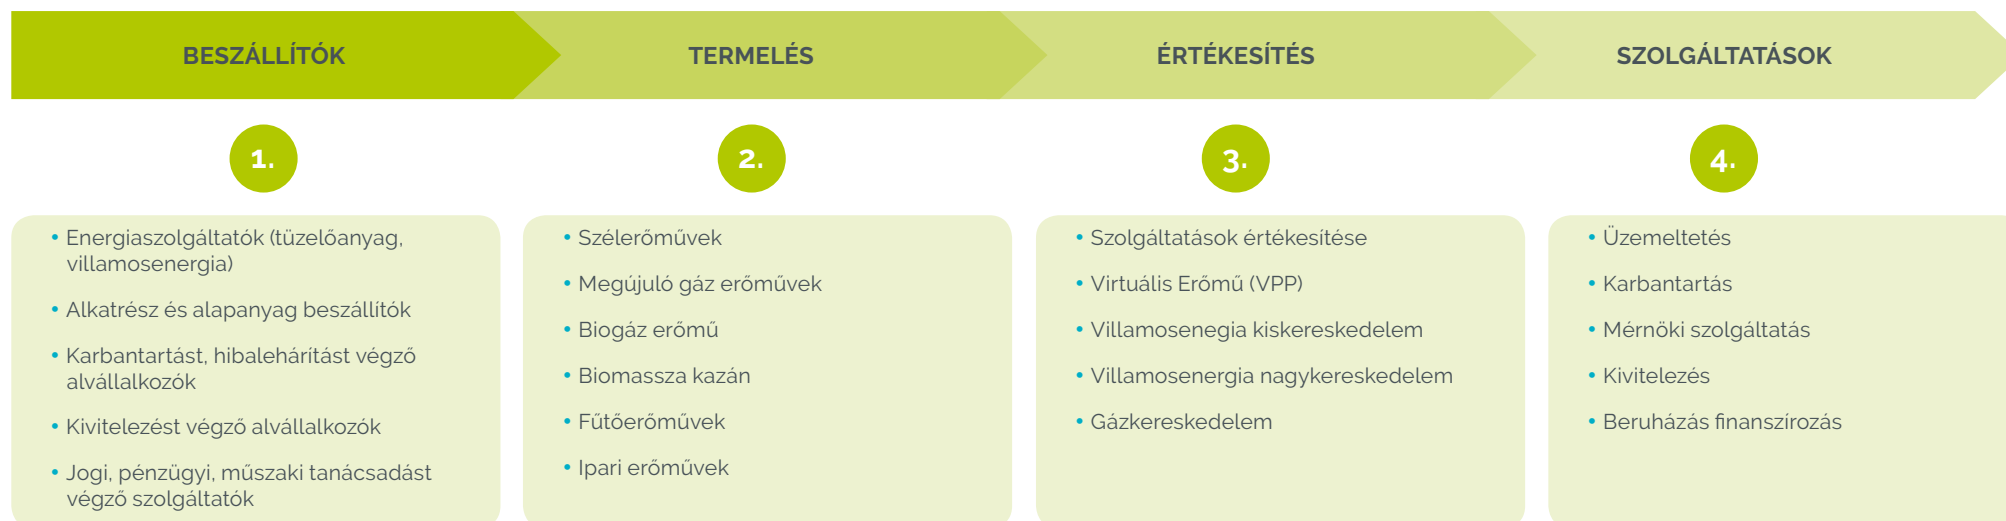 BESZÁLLÍTÓK
TERMELÉS
ÉRTÉKESÍTÉS
SZOLGÁLTATÁSOK
1.
2.
3.
4.
• Energiaszolgáltatók (tüzelőanyag,
villamosenergia)
• Alkatrész és alapanyag beszállítók
• Karbantartást, hibalehárítást végző
alvállalkozók
• Kivitelezést végző alvállalkozók
• Jogi, pénzügyi, műszaki tanácsadást
végző szolgáltatók
• Szélerőművek
• Megújuló gáz erőművek
• Biogáz erőmű
• Biomassza kazán
• Fűtőerőművek
• Ipari erőművek
• Szolgáltatások értékesítése
• Virtuális Erőmű (VPP)
• Villamosenegia kiskereskedelem
• Villamosenergia nagykereskedelem
• Gázkereskedelem
• Üzemeltetés
• Karbantartás
• Mérnöki szolgáltatás
• Kivitelezés
• Beruházás finanszírozás